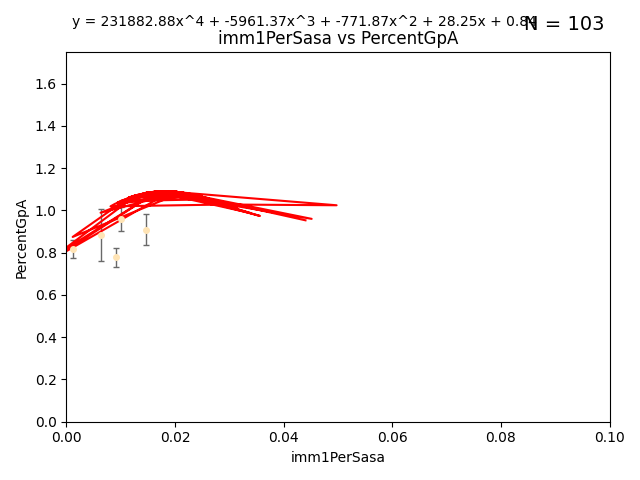 y = 231882.88x^4 + -5961.37x^3 + -771.87x^2 + 28.25x + 0.84
N = 103
imm1PerSasa vs PercentGpA
PercentGpA
1.6
1.4
1.2
1.0
0.8
0.6
0.4
0.2
0.0
0.00 0.02 0.04 0.06 0.08 0.10
imm1PerSasa